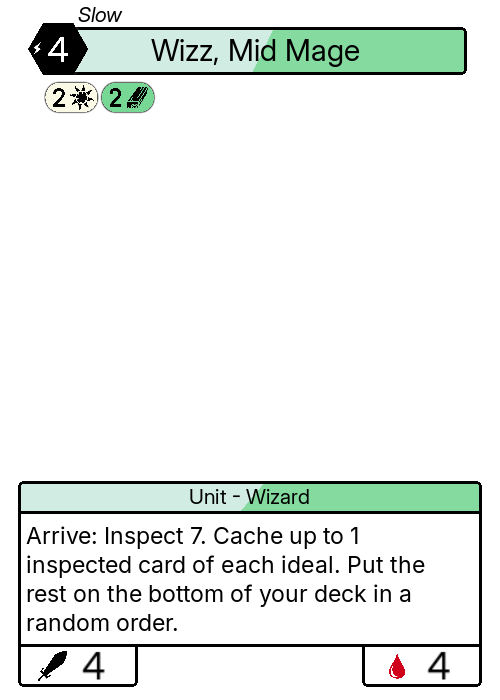 Slow
4 Wizz, Mid Mage
2 2
Unit - Wizard
Arrive: Inspect 7. Cache up to 1
inspected card of each ideal. Put the
rest on the bottom of your deck in a
random order.
4 4